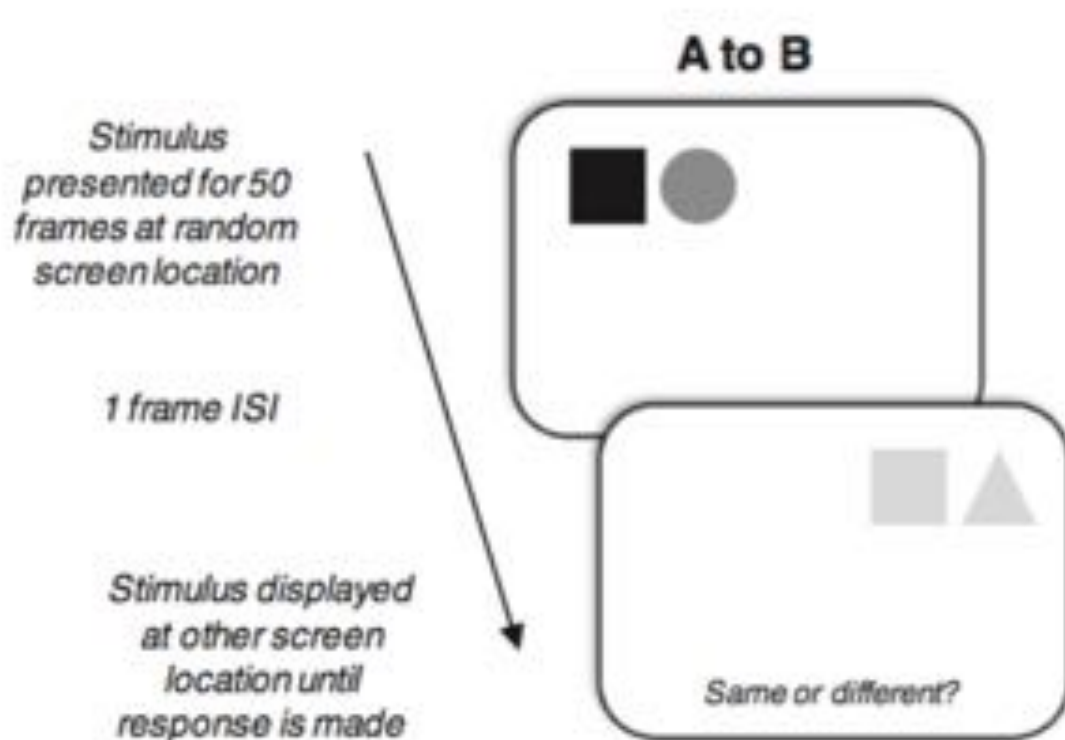 A to B
Stimulus
presented for 50
frames at random
screen location
1 frame ISI
Stimulus displayed
at other screen
location until
response is made
Same or different?